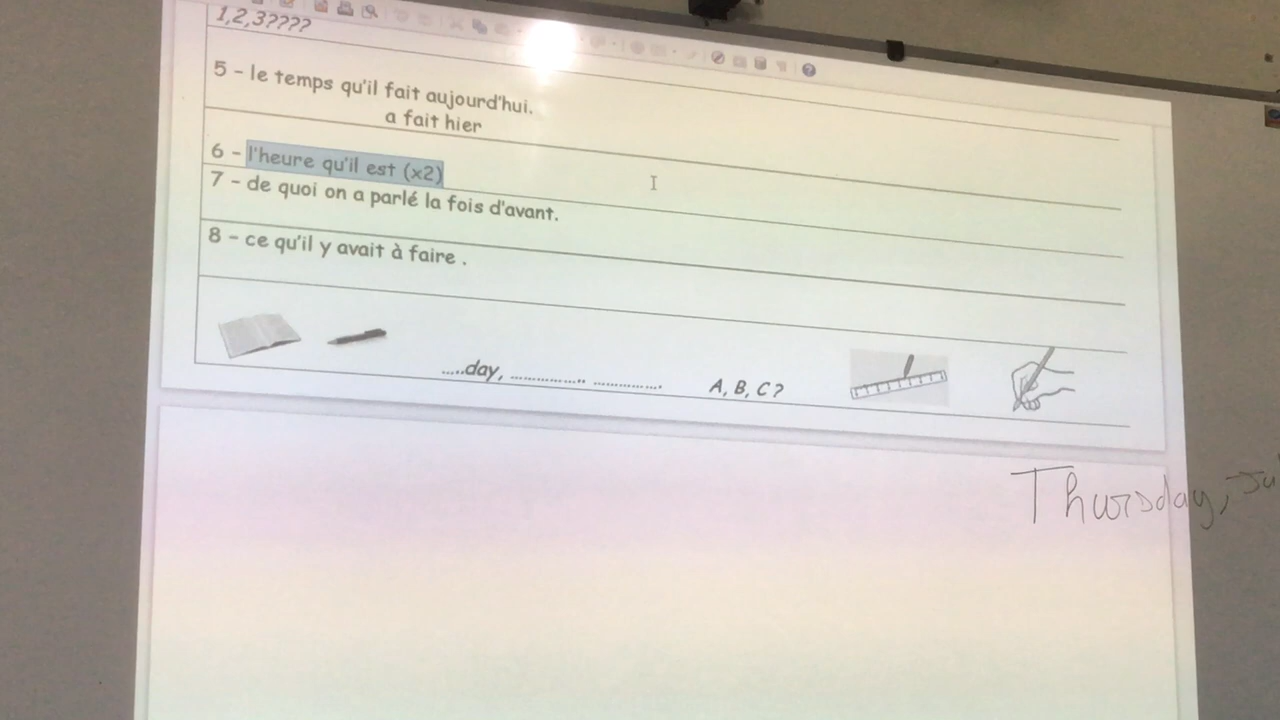 1,2,3????
5 - le temps qu'il fait aujourd'hui.
a fait hier
6 - l'heure qu'il est (x2)
7 - de quoi on a parlé la fois d'avant.
8 - ce qu'il y avait à faire .
.....day, ............... ..............  A, B, C ?
Thursday,